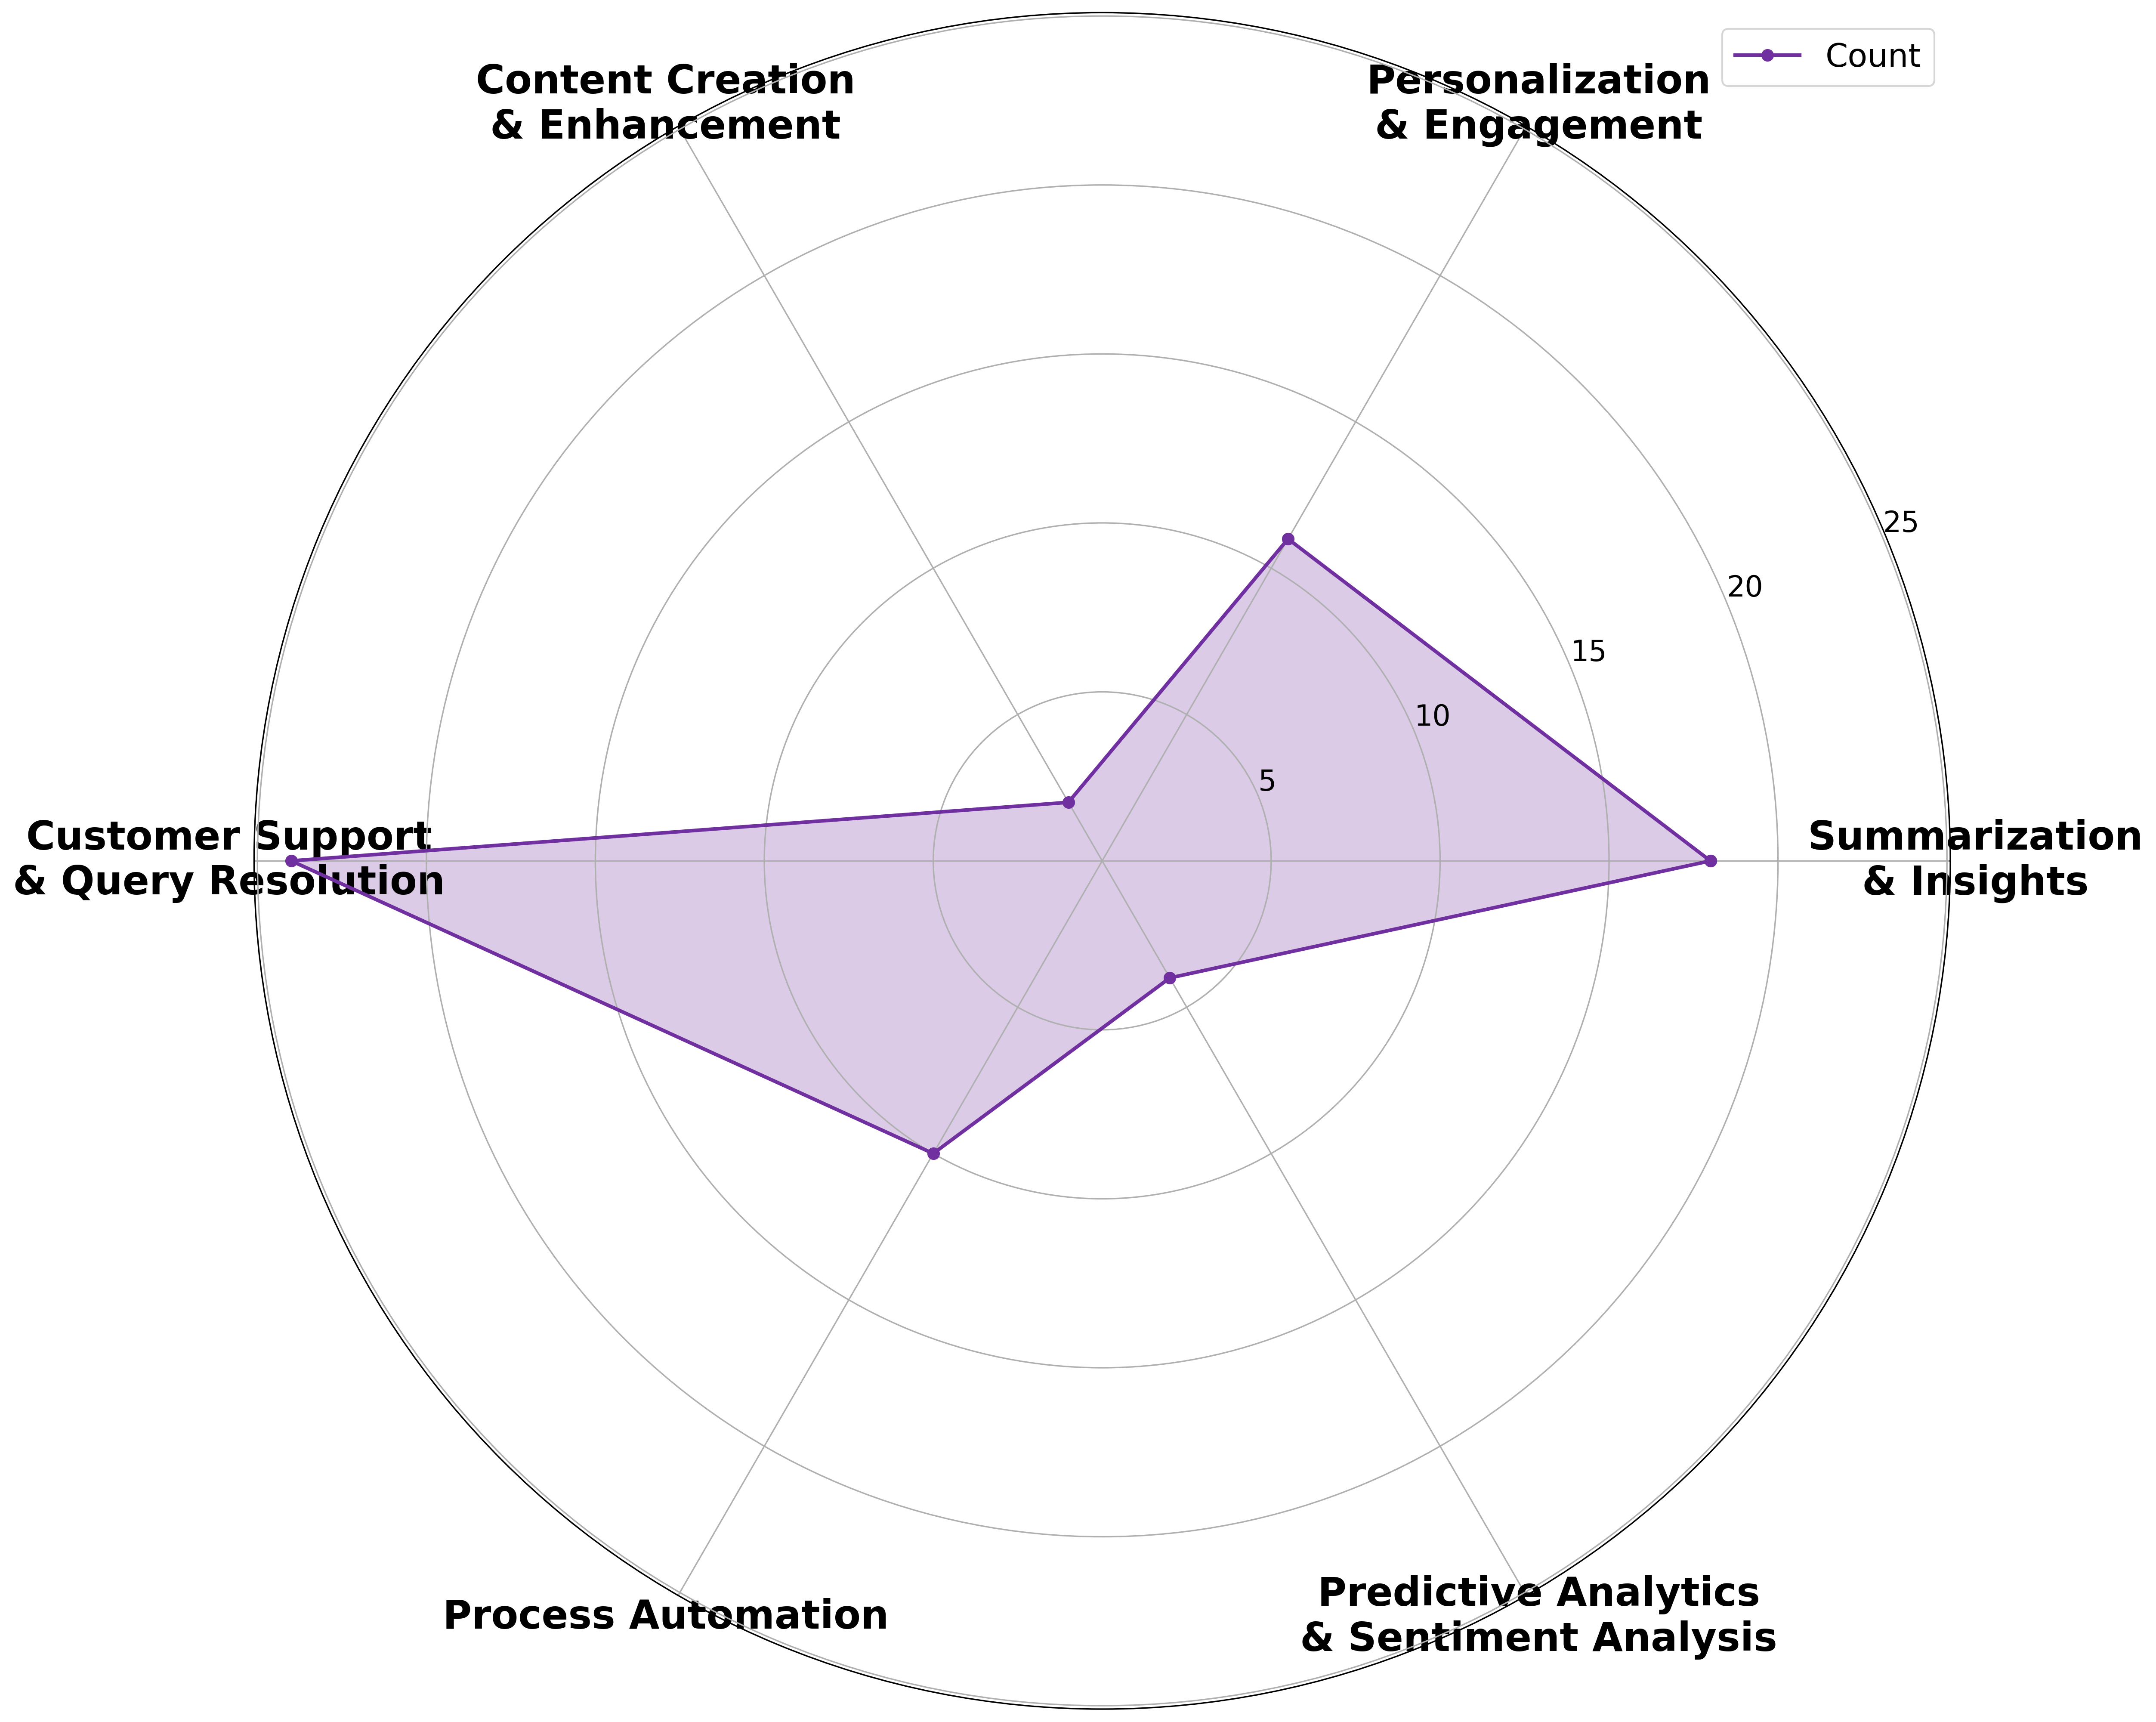 Content Creation
& Enhancement
Personalization
& Engagement
Count
25
20
15
10
5
Customer Support
& Query Resolution
Summarization
& Insights
Process Automation
Predictive Analytics
& Sentiment Analysis